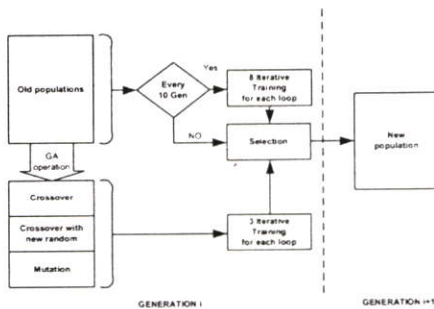 Old populations
GA
operation
Crossover
Crossover with
new random
Mutation
Every
10 Gen
Yes
NO
8 Iterative
Training
for each loop
Selection
3 Iterative
Training
for each loop
New
population
GENERATION i
GENERATION i+1